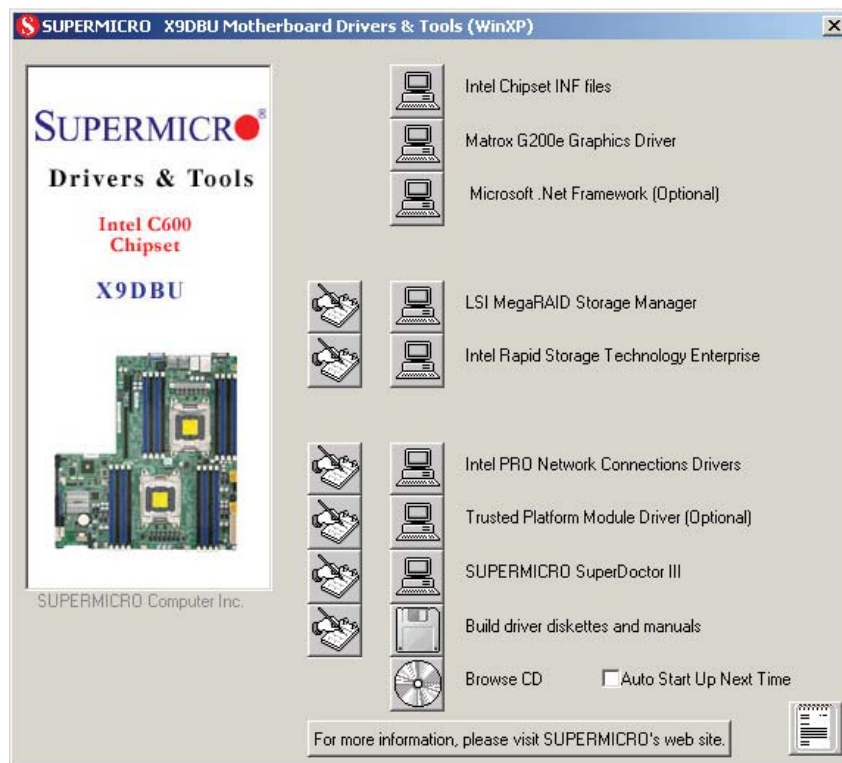 SUPERMICRO X9DBU Motherboard Drivers & Tools (WinXP)
SUPERMICRO®
Drivers & Tools
Intel C600
Chipset
X9DBU
SUPERMICRO Computer Inc.
Intel Chipset INF files
Matrox G200e Graphics Driver
Microsoft .Net Framework (Optional)
LSI MegaRAID Storage Manager
Intel Rapid Storage Technology Enterprise
Intel PRO Network Connections Drivers
Trusted Platform Module Driver (Optional)
SUPERMICRO SuperDoctor III
Build driver diskettes and manuals
Browse CD
Auto Start Up Next Time
For more information, please visit SUPERMICRO's web site.